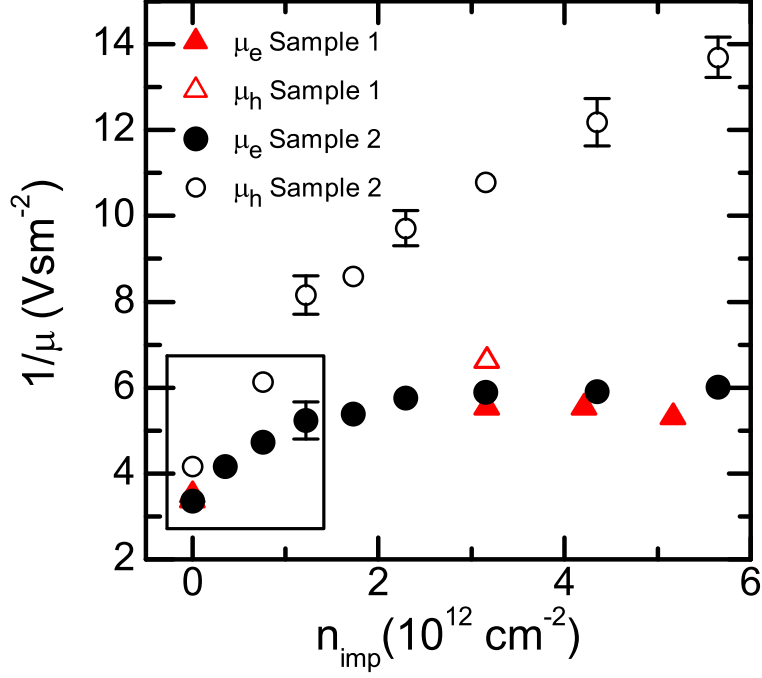 μe Sample 1
μh Sample 1
μe Sample 2
μh Sample 2
14
12
10
8
6
4
2
0
2
4
6
1/μ (Vsm⁻²)
nimp(10¹² cm⁻²)